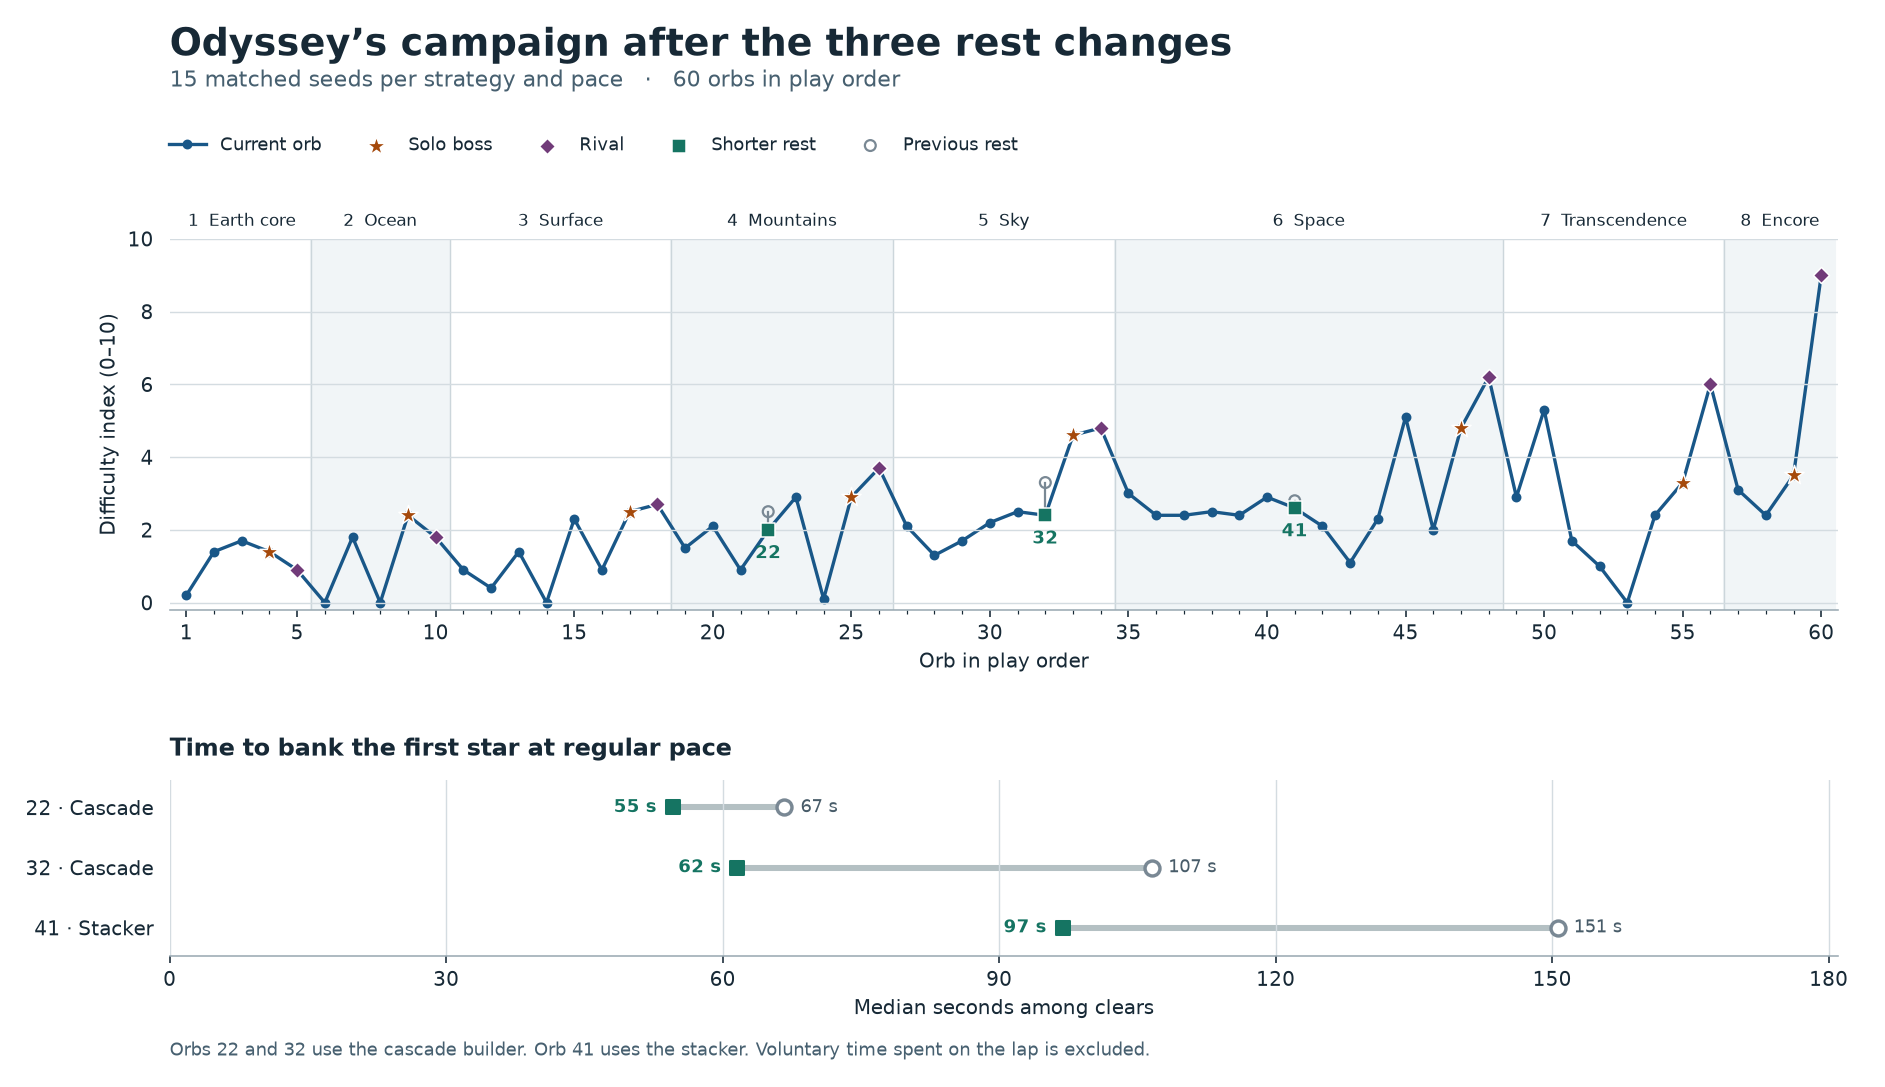 Odyssey’s campaign after the three rest changes
15 matched seeds per strategy and pace · 60 orbs in play order
Current orb Solo boss Rival Shorter rest Previous rest
1 Earth core 2 Ocean 3 Surface 4 Mountains 5 Sky 6 Space 7 Transcendence 8 Encore
10
8
6
4
2
0
Difficulty index (0–10)
22
32
41
1 5 10 15 20 25 30 35 40 45 50 55 60
Orb in play order
Time to bank the first star at regular pace
22 · Cascade 55 s 67 s
32 · Cascade 62 s 107 s
41 · Stacker 97 s 151 s
0 30 60 90 120 150 180
Median seconds among clears
Orbs 22 and 32 use the cascade builder. Orb 41 uses the stacker. Voluntary time spent on the lap is excluded.